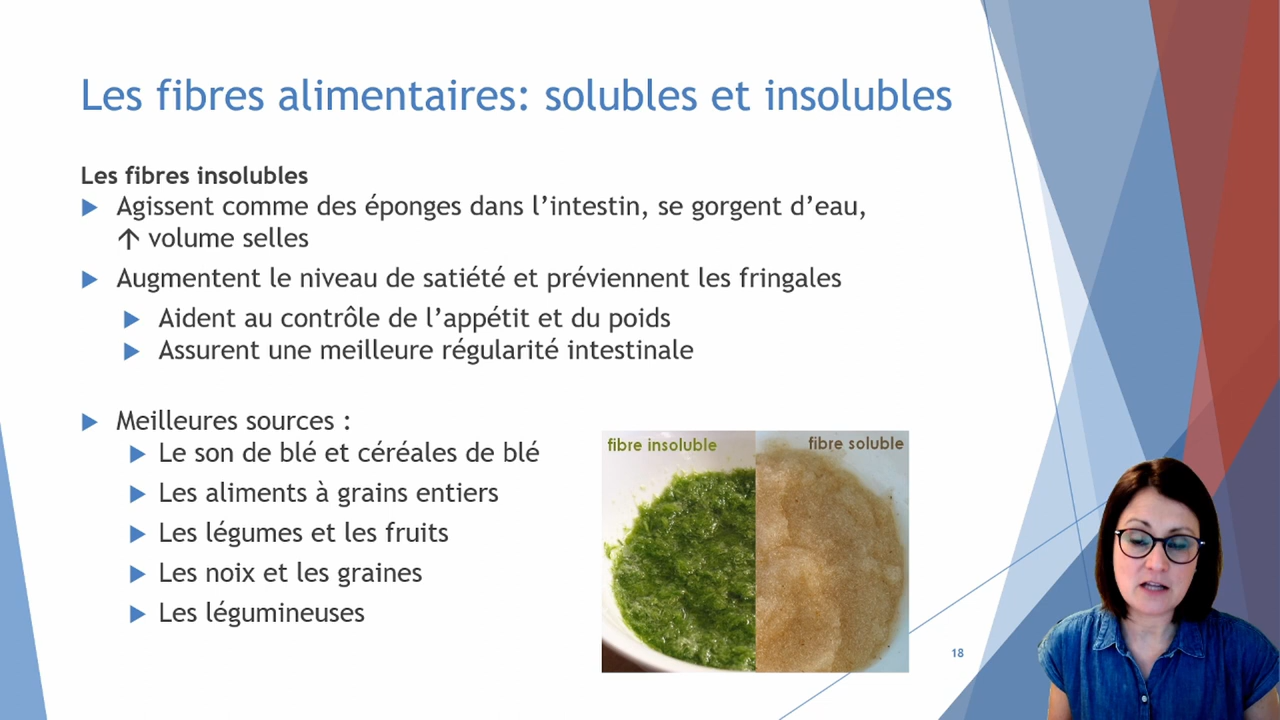 Les fibres alimentaires: solubles et insolubles
Les fibres insolubles
Agissent comme des éponges dans l’intestin, se gorgent d’eau,
↑ volume selles
Augmentent le niveau de satiété et préviennent les fringales
Aident au contrôle de l’appétit et du poids
Assurent une meilleure régularité intestinale
Meilleures sources :
Le son de blé et céréales de blé
Les aliments à grains entiers
Les légumes et les fruits
Les noix et les graines
Les légumineuses
fibre insoluble
fibre soluble
18